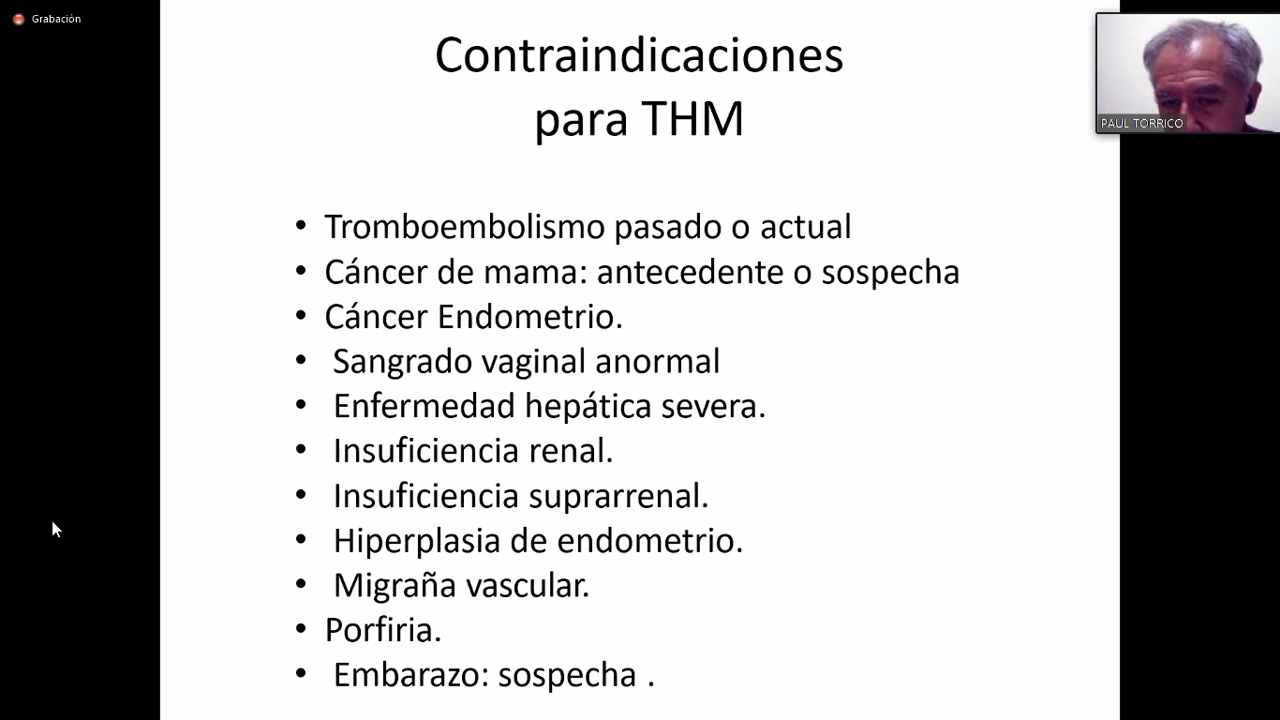 Grabación
Contraindicaciones
para THM
PAUL TORRICO
• Tromboembolismo pasado o actual
• Cáncer de mama: antecedente o sospecha
• Cáncer Endometrio.
• Sangrado vaginal anormal
• Enfermedad hepática severa.
• Insuficiencia renal.
• Insuficiencia suprarrenal.
• Hiperplasia de endometrio.
• Migraña vascular.
• Porfiria.
• Embarazo: sospecha .